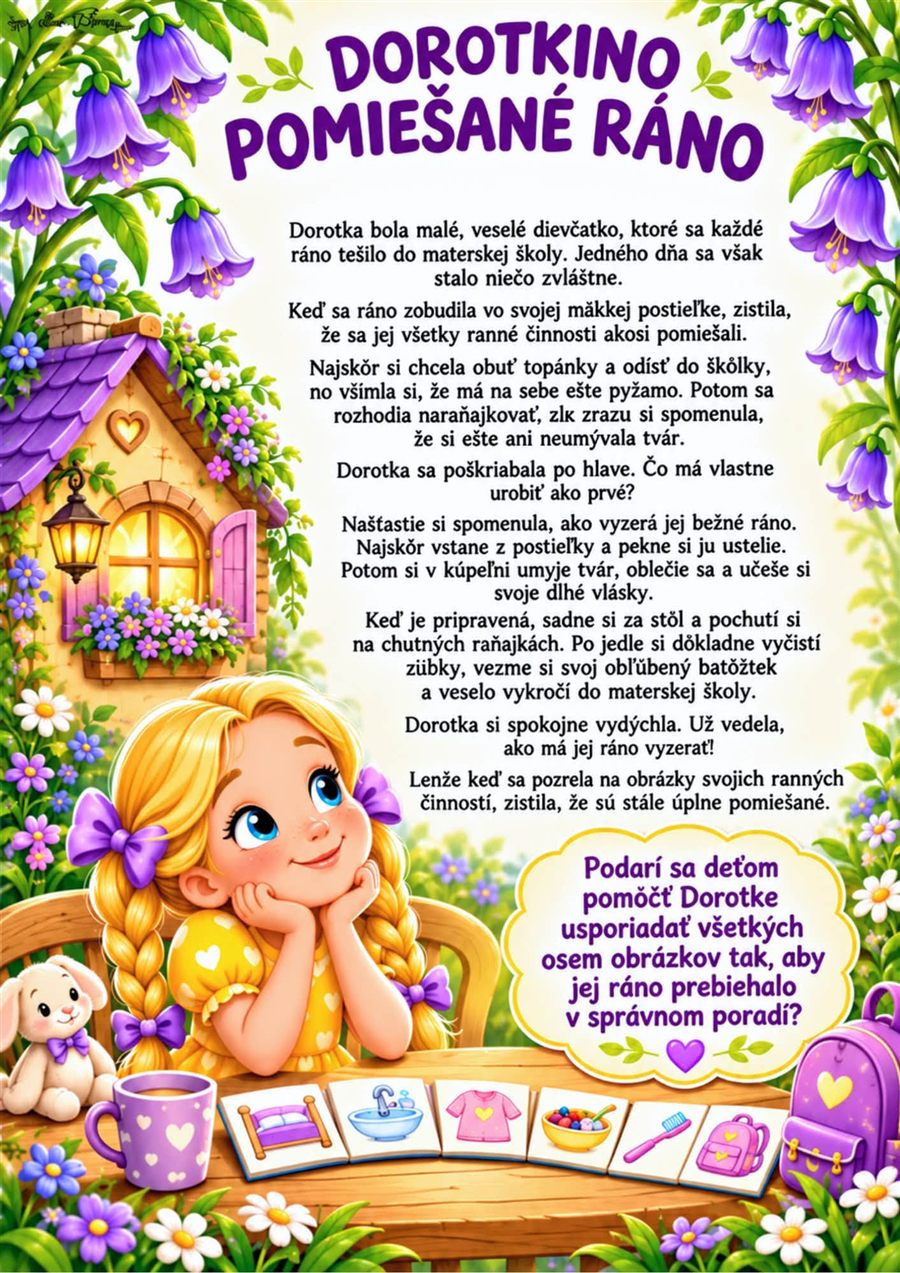 DOROTKINO
POMIEŠANÉ RÁNO
Dorotka bola malé, veselé dievčatko, ktoré sa každé
ráno tešilo do materskej školy. Jedného dňa sa však
stalo niečo zvláštne.
Keď sa ráno zobudila vo svojej mäkkej postieľke, zistila,
že sa jej všetky ranné činnosti akosi pomiešali.
Najskôr si chcela obuť topánky a odísť do škôlky,
no všimla si, že má na sebe ešte pyžamo. Potom sa
rozhodia naraňajkovať, zlk zrazu si spomenula,
že si ešte ani neumývala tvár.
Dorotka sa poškriabala po hlave. Čo má vlastne
urobiť ako prvé?
Našťastie si spomenula, ako vyzerá jej bežné ráno.
Najskôr vstane z postieľky a pekne si ju ustelie.
Potom si v kúpeľni umyje tvár, oblečie sa a učeše si
svoje dlhé vlásky.
Keď je pripravená, sadne si za stôl a pochutí si
na chutných raňajkách. Po jedle si dôkladne vyčistí
zübky, vezme si svoj obľúbený batôžtek
a veselo vykročí do materskej školy.
Dorotka si spokojne vydýchla. Už vedela,
ako má jej ráno vyzerať!
Lenže keď sa pozrela na obrázky svojich ranných
činností, zistila, že sú stále úplne pomiešané.
Podarí sa deťom
pomôčť Dorotke
usporiadať všetkých
osem obrázkov tak, aby
jej ráno prebiehalo
v správnom poradí?